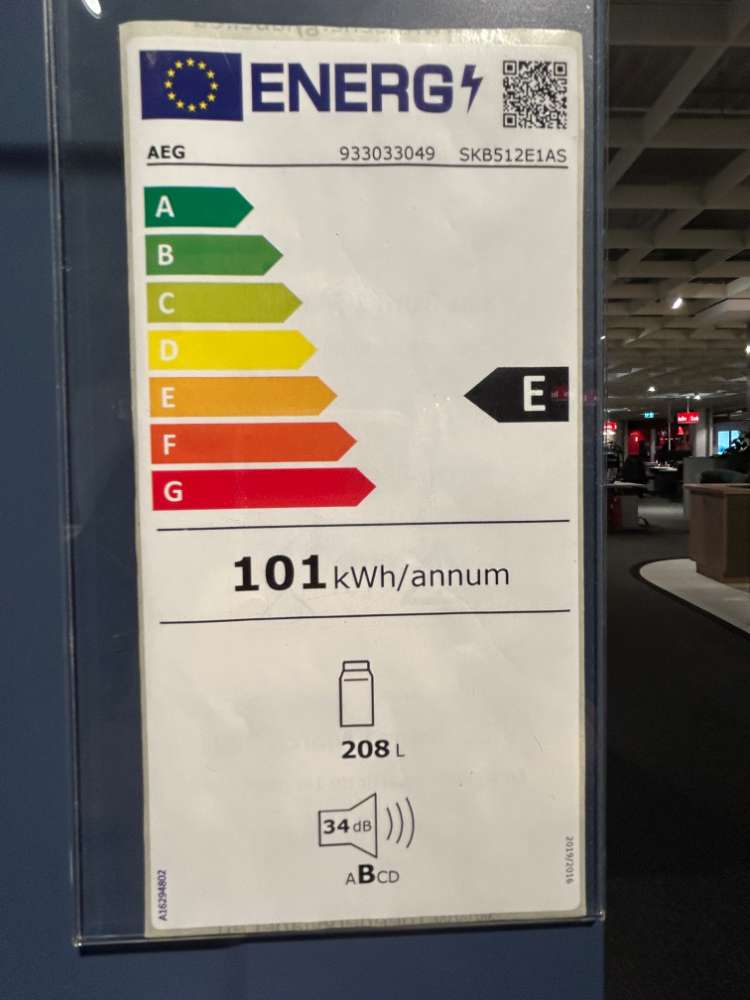 ENERG
AEG 933033049 SKB512E1AS
A
B
C
D
E
E
F
G
101 kWh/annum
208 L
34 dB
ABCD
A16294802
2019/2016